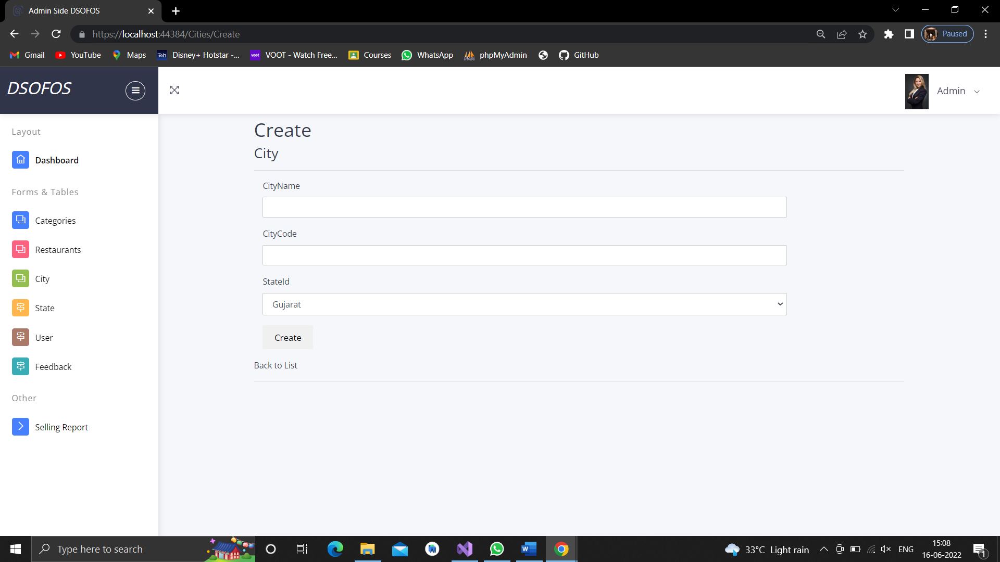 Admin Side DSOFOS
https://localhost:44384/Cities/Create
Paused
Gmail
YouTube
Maps
Disney+ Hotstar -...
VOOT - Watch Free...
Courses
WhatsApp
phpMyAdmin
GitHub
DSOFOS
Admin
Layout
Dashboard
Forms & Tables
Categories
Restaurants
City
State
User
Feedback
Other
Selling Report
Create
City
CityName
CityCode
StateId
Gujarat
Create
Back to List
Type here to search
33°C Light rain
ENG
15:08
16-06-2022
1